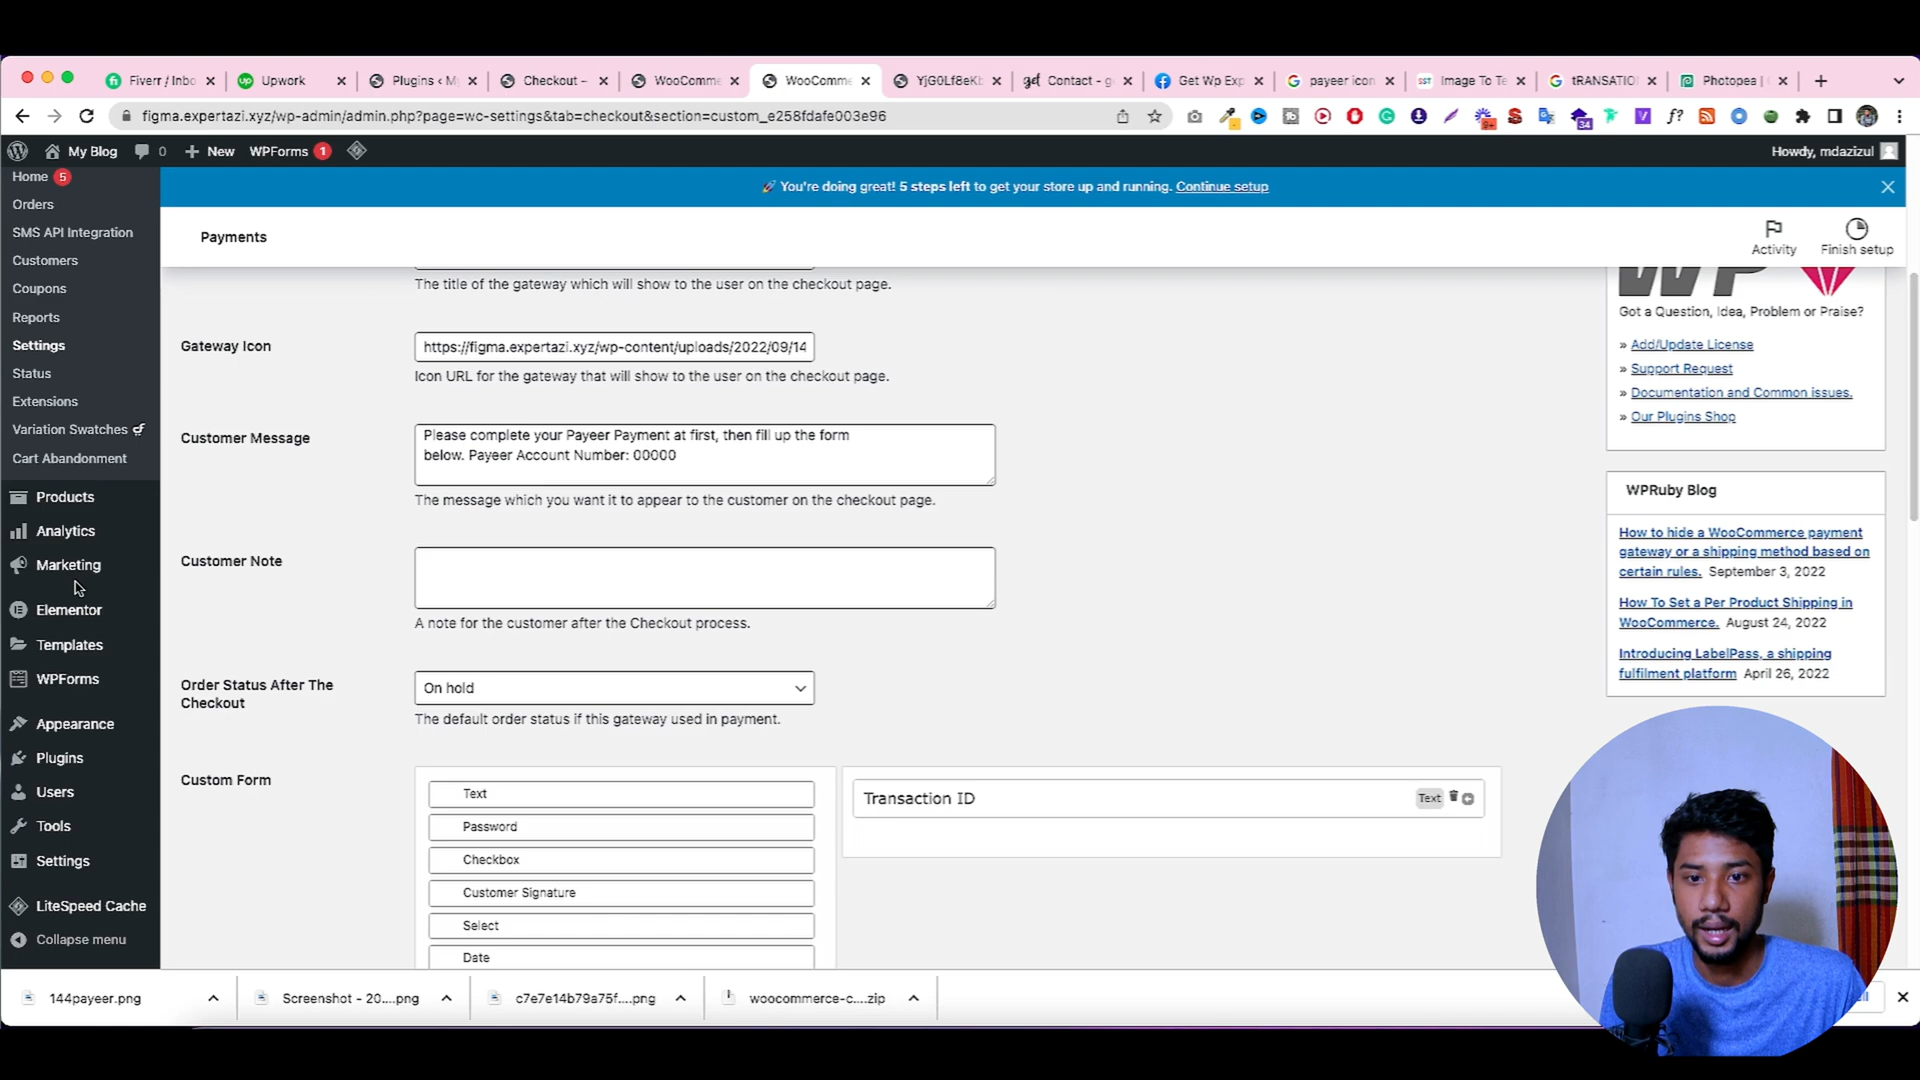 Fiverr / Inbo
Upwork
Plugins ‹ M
Checkout –
WooComme
WooComme
YjG0Lf8eK
Contact – g
Get Wp Exp
payeer icon
Image To Te
tRANSATIO
Photopea |
figma.expertazi.xyz/wp-admin/admin.php?page=wc-settings&tab=checkout&section=custom_e258fdafe003e96
My Blog 0 New WPForms 1
Howdy, mdazizul
Home 5
Orders
SMS API Integration
Customers
Coupons
Reports
Settings
Status
Extensions
Variation Swatches
Cart Abandonment
Products
Analytics
Marketing
Elementor
Templates
WPForms
Appearance
Plugins
Users
Tools
Settings
LiteSpeed Cache
Collapse menu
You're doing great! 5 steps left to get your store up and running. Continue setup
Payments
Activity
Finish setup
The title of the gateway which will show to the user on the checkout page.
Gateway Icon
https://figma.expertazi.xyz/wp-content/uploads/2022/09/14
Icon URL for the gateway that will show to the user on the checkout page.
Customer Message
Please complete your Payeer Payment at first, then fill up the form
below. Payeer Account Number: 00000
The message which you want it to appear to the customer on the checkout page.
Customer Note
A note for the customer after the Checkout process.
Order Status After The
Checkout
On hold
The default order status if this gateway used in payment.
Custom Form
Text
Password
Checkbox
Customer Signature
Select
Date
Transaction ID
Text
WP
Got a Question, Idea, Problem or Praise?
» Add/Update License
» Support Request
» Documentation and Common issues.
» Our Plugins Shop
WPRuby Blog
How to hide a WooCommerce payment
gateway or a shipping method based on
certain rules. September 3, 2022
How To Set a Per Product Shipping in
WooCommerce. August 24, 2022
Introducing LabelPass, a shipping
fulfilment platform April 26, 2022
144payeer.png
Screenshot - 20....png
c7e7e14b79a75f....png
woocommerce-c....zip